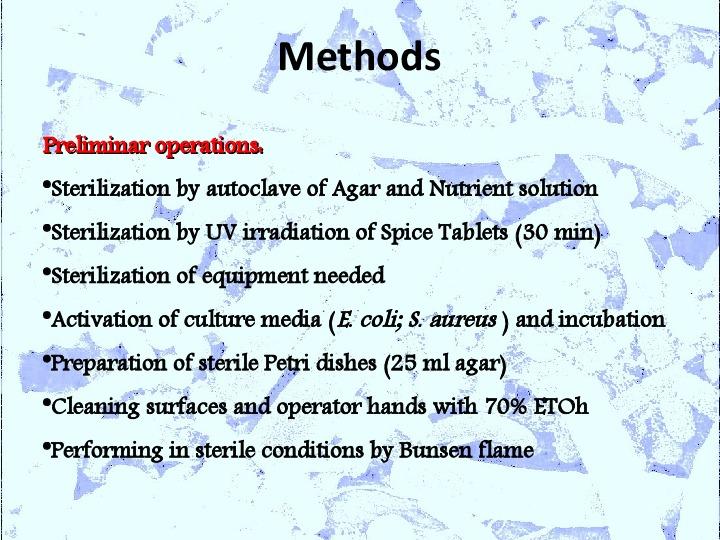 Methods
Preliminar operations:
•Sterilization by autoclave of Agar and Nutrient solution
•Sterilization by UV irradiation of Spice Tablets (30 min)
•Sterilization of equipment needed
•Activation of culture media (E. coli; S. aureus ) and incubation
•Preparation of sterile Petri dishes (25 ml agar)
•Cleaning surfaces and operator hands with 70% ETOh
•Performing in sterile conditions by Bunsen flame